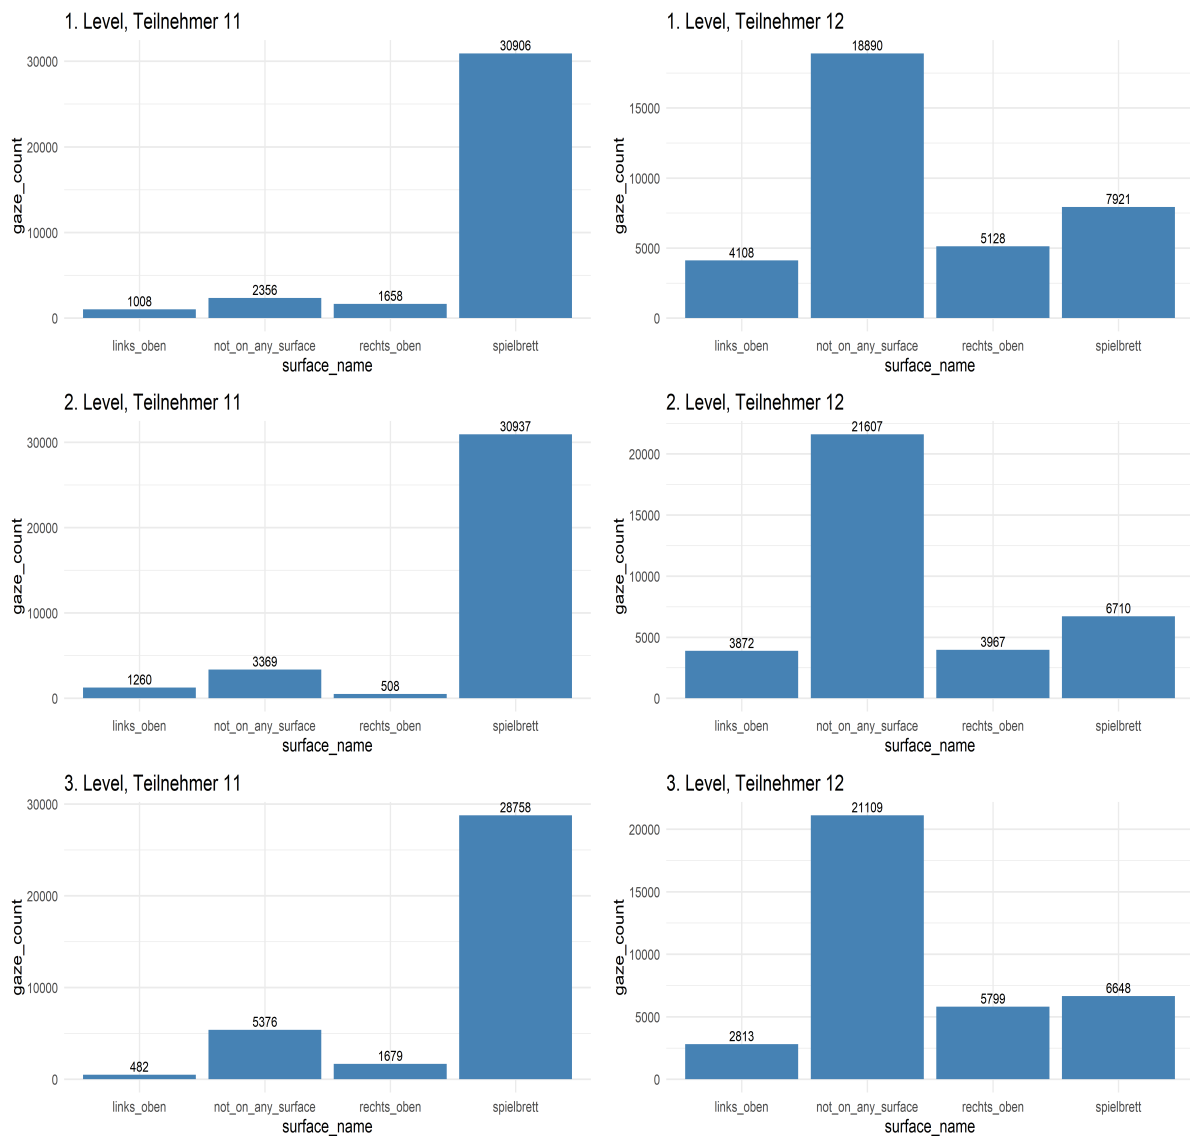 1. Level, Teilnehmer 11
30906
30000
20000
gaze_count
10000
2356
1658
1008
0
links_oben not_on_any_surface rechts_oben spielbrett
surface_name
1. Level, Teilnehmer 12
18890
15000
gaze_count
10000
7921
5128
5000
4108
0
links_oben not_on_any_surface rechts_oben spielbrett
surface_name
2. Level, Teilnehmer 11
30937
30000
20000
gaze_count
10000
3369
1260
508
0
links_oben not_on_any_surface rechts_oben spielbrett
surface_name
2. Level, Teilnehmer 12
21607
20000
15000
gaze_count
10000
6710
5000
3872
3967
0
links_oben not_on_any_surface rechts_oben spielbrett
surface_name
3. Level, Teilnehmer 11
30000
28758
20000
gaze_count
10000
5376
1679
482
0
links_oben not_on_any_surface rechts_oben spielbrett
surface_name
3. Level, Teilnehmer 12
21109
20000
15000
gaze_count
10000
6648
5799
5000
2813
0
links_oben not_on_any_surface rechts_oben spielbrett
surface_name